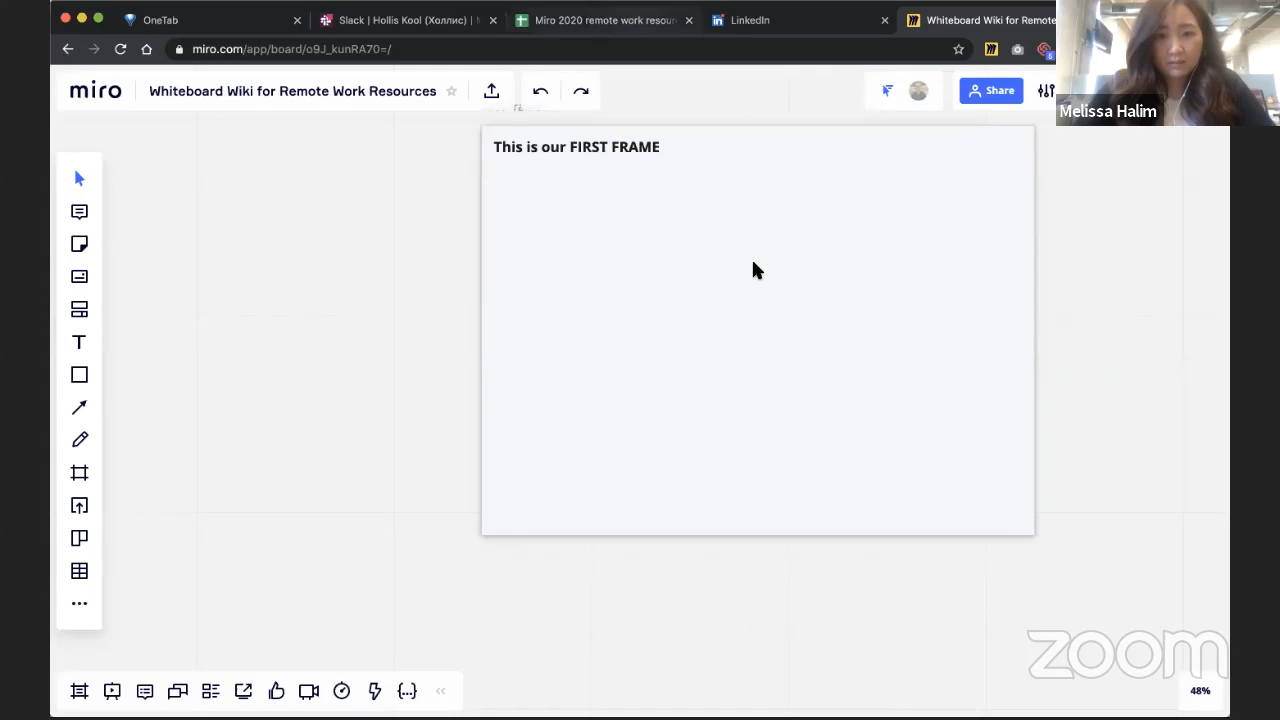 OneTab
Slack | Hollis Kool (Холлис) |
Miro 2020 remote work resour
LinkedIn
Whiteboard Wiki for Remote
miro.com/app/board/o9J_kunRA70=/
miro
Whiteboard Wiki for Remote Work Resources
Share
Melissa Halim
This is our FIRST FRAME
zoom
48%